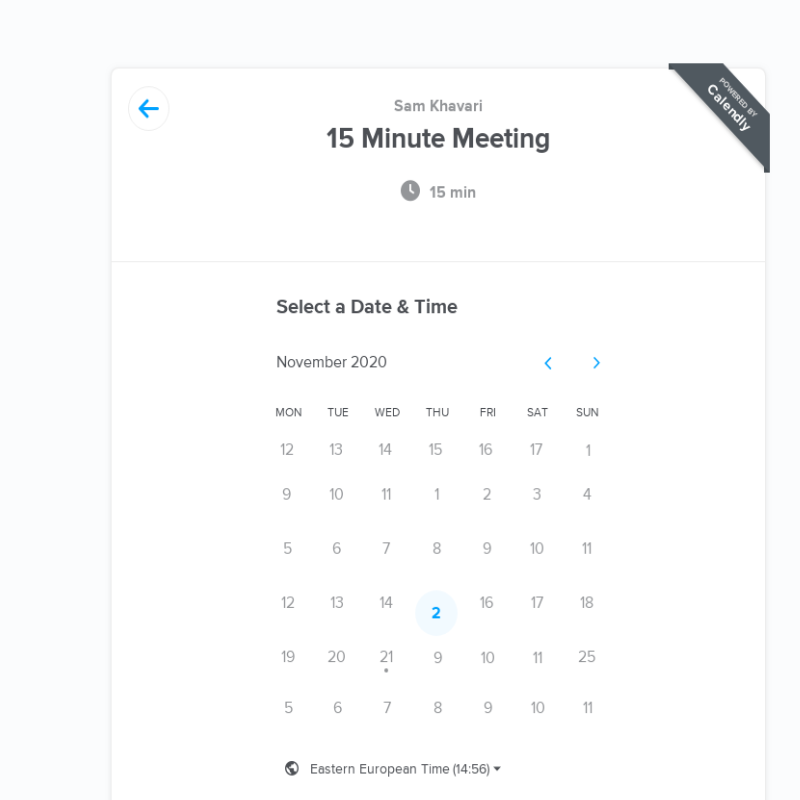 POWERED BY
Calendly
Sam Khavari
15 Minute Meeting
15 min
Select a Date & Time
November 2020
MON TUE WED THU FRI SAT SUN
12 13 14 15 16 17 1
9 10 11 1 2 3 4
5 6 7 8 9 10 11
12 13 14 2 16 17 18
19 20 21 9 10 11 25
5 6 7 8 9 10 11
Eastern European Time (14:56)